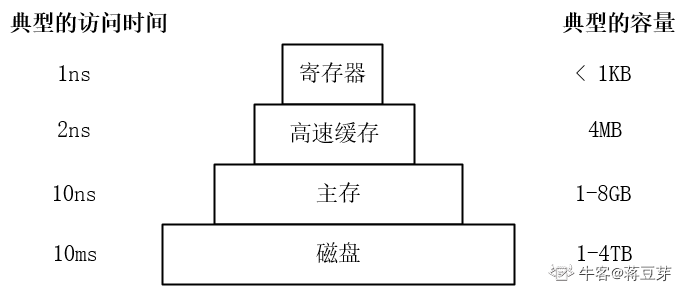 典型的访问时间 典型的容量
1ns 寄存器 < 1KB
2ns 高速缓存 4MB
10ns 主存 1-8GB
10ms 磁盘 1-4TB
牛客@蒋豆芽